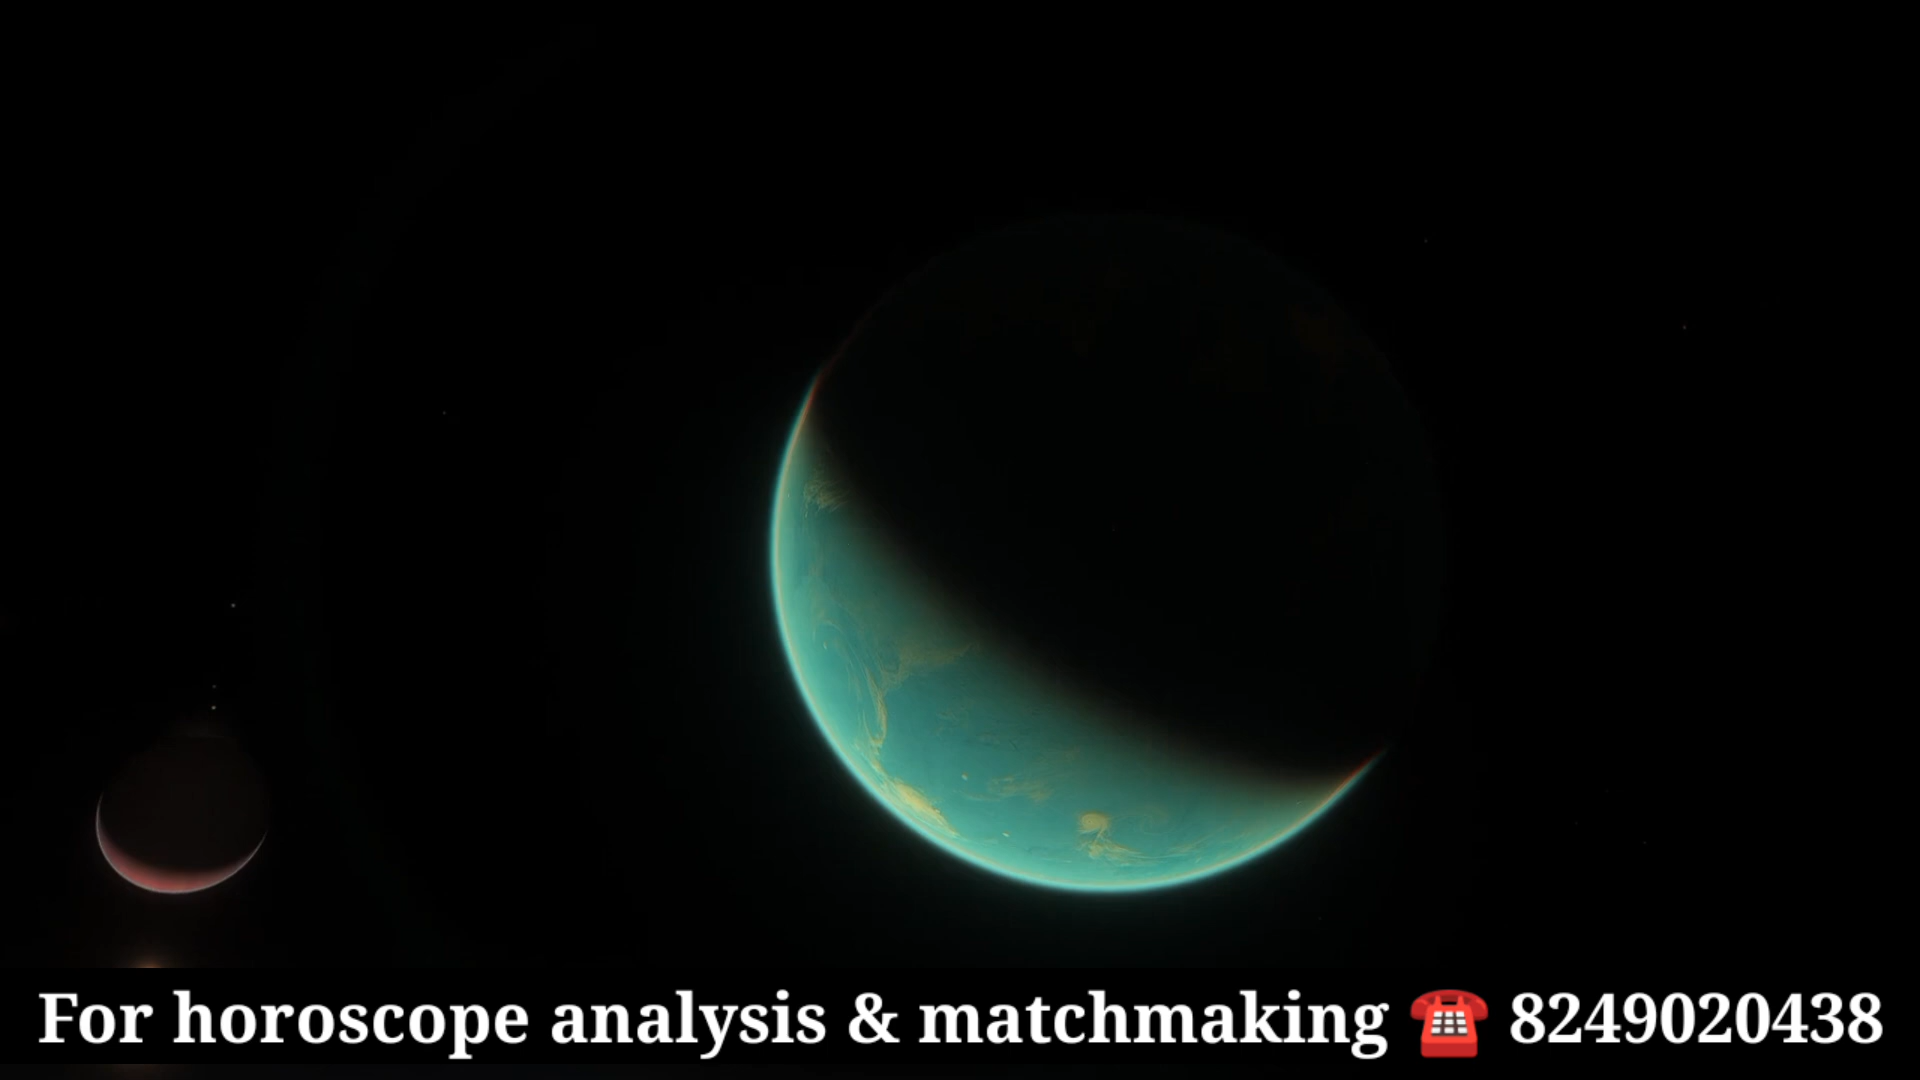 For horoscope analysis & matchmaking ☎️ 8249020438